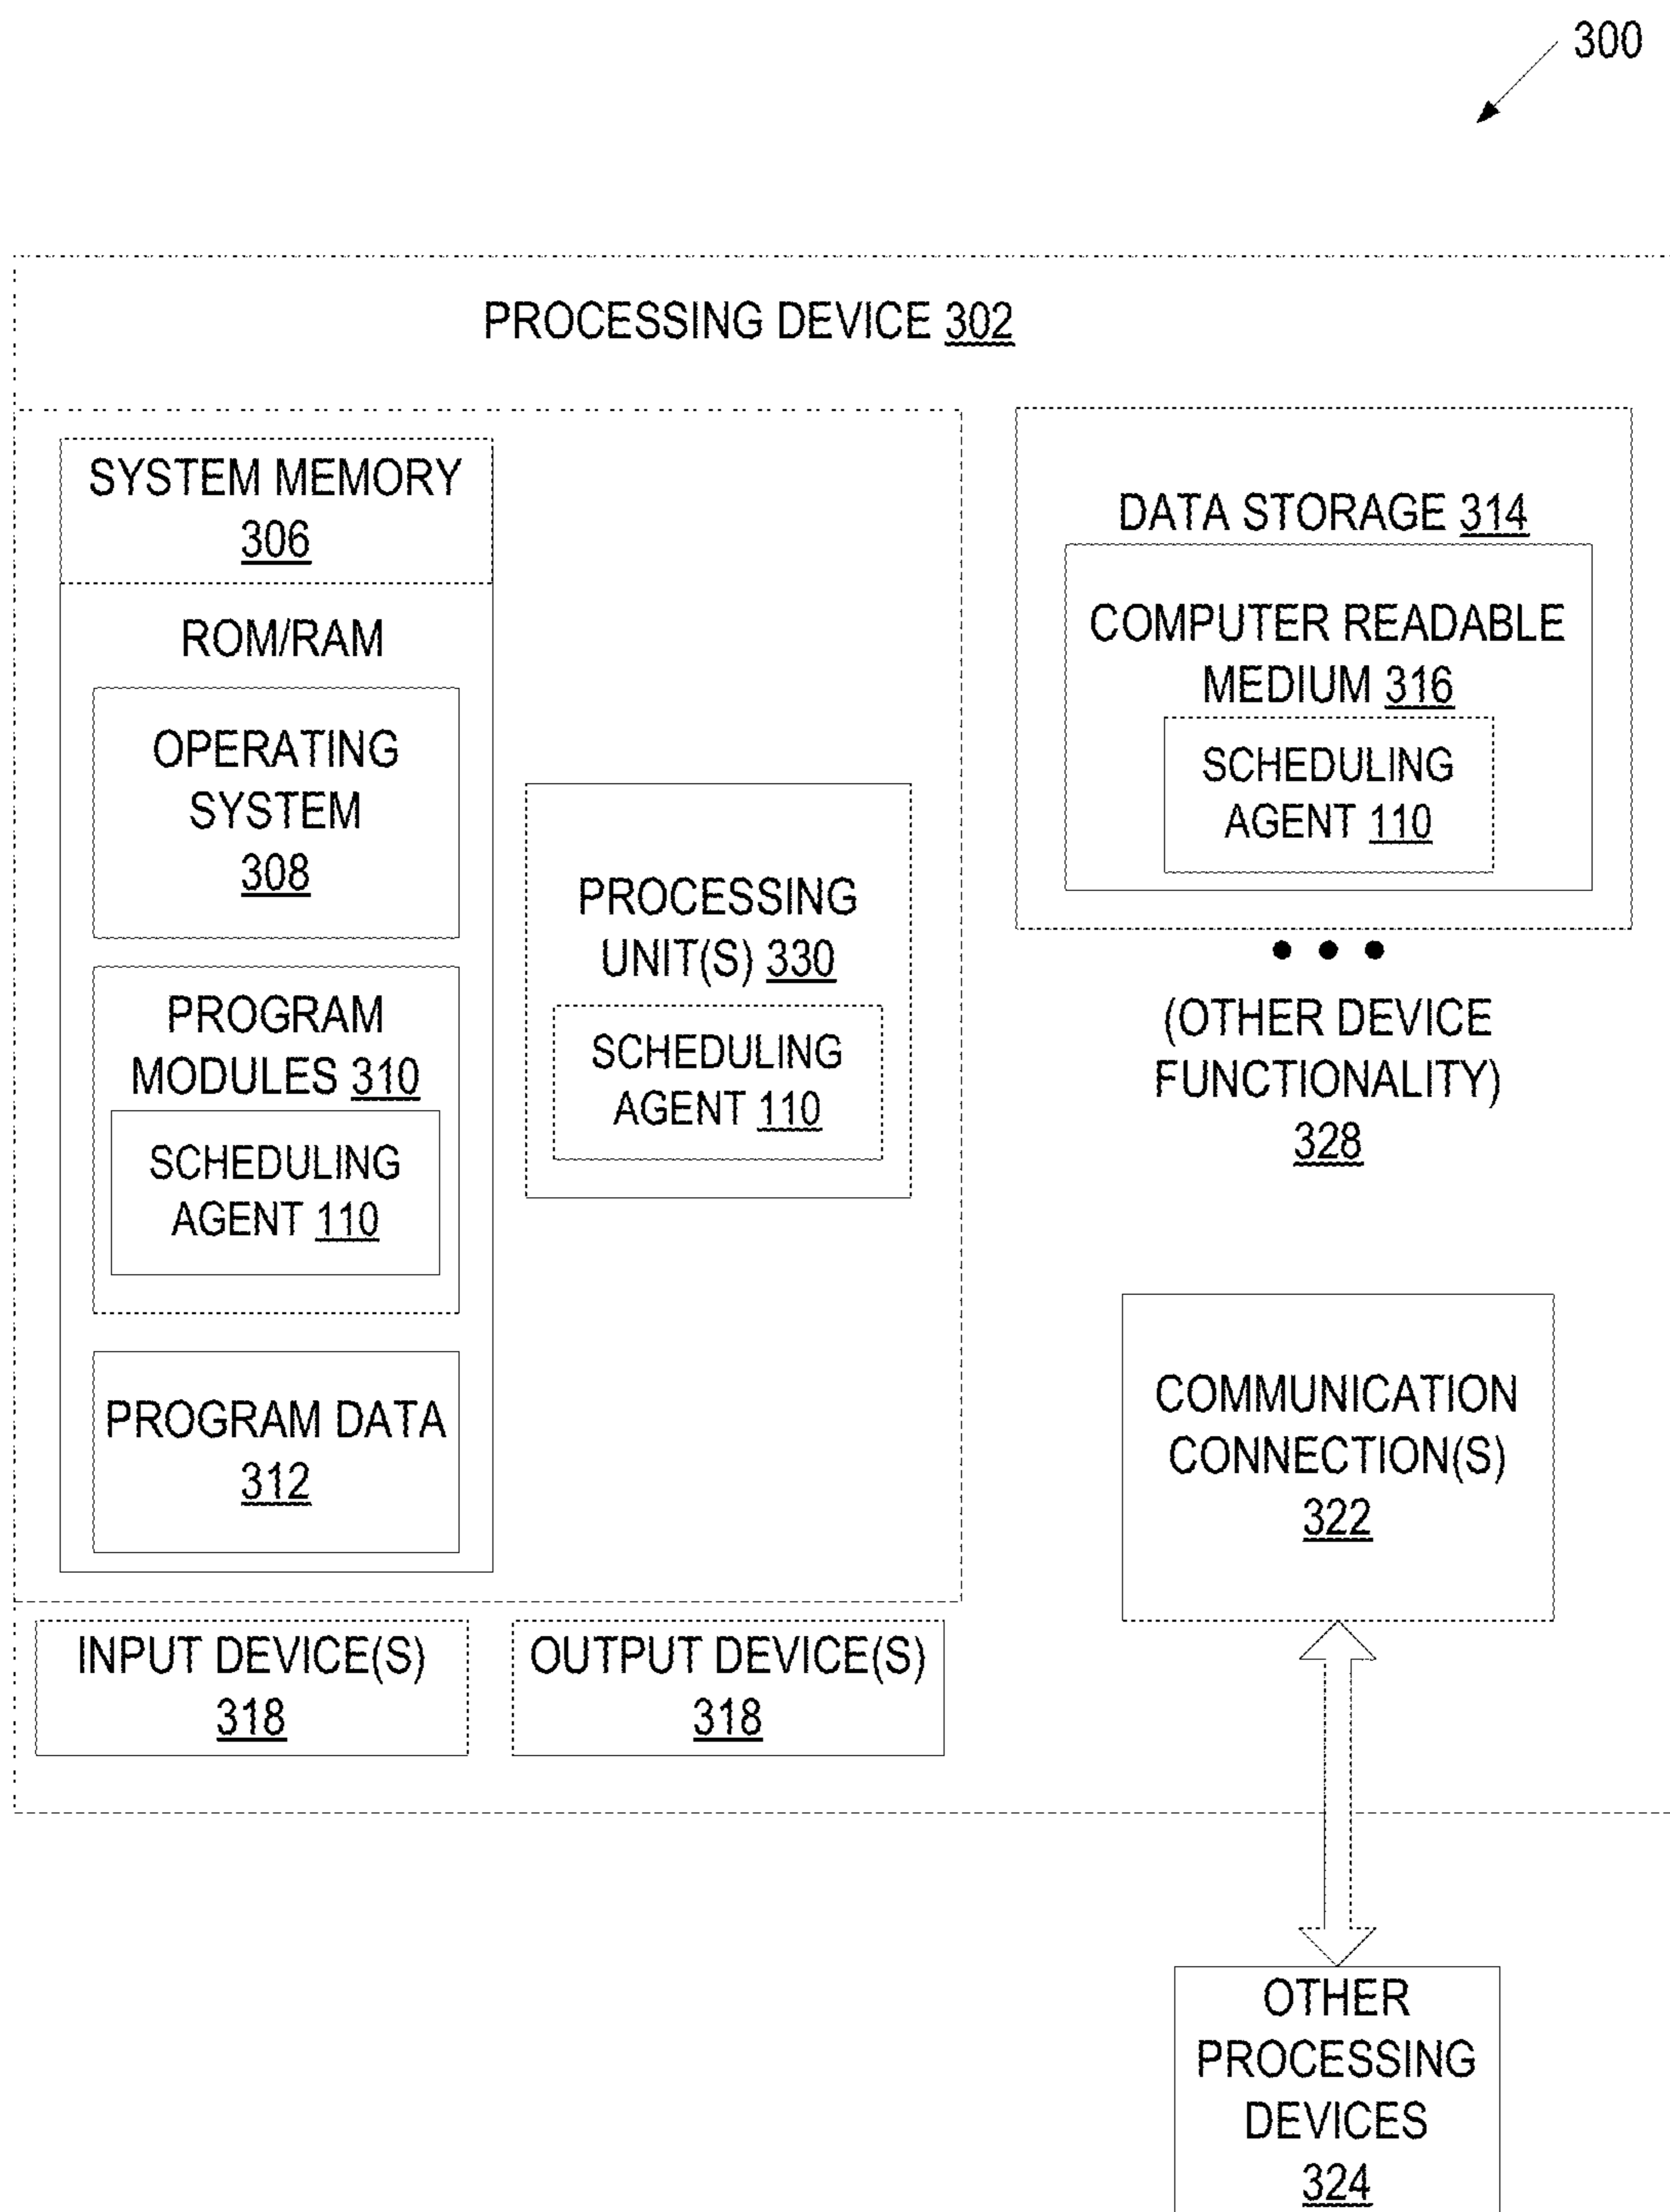 300
PROCESSING DEVICE 302
SYSTEM MEMORY
306
ROM/RAM
OPERATING
SYSTEM
308
PROGRAM
MODULES 310
SCHEDULING
AGENT 110
PROGRAM DATA
312
PROCESSING
UNIT(S) 330
SCHEDULING
AGENT 110
DATA STORAGE 314
COMPUTER READABLE
MEDIUM 316
SCHEDULING
AGENT 110
(OTHER DEVICE
FUNCTIONALITY)
328
COMMUNICATION
CONNECTION(S)
322
INPUT DEVICE(S)
318
OUTPUT DEVICE(S)
318
OTHER
PROCESSING
DEVICES
324